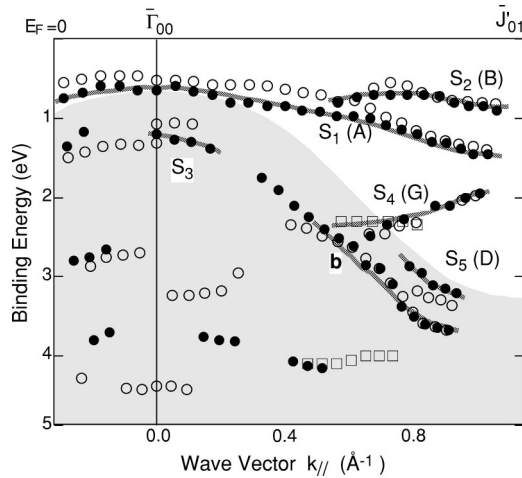 E_F=0
Γ̄₀₀
J̄'₀₁
S₂ (B)
S₁ (A)
S₃
S₄ (G)
S₅ (D)
b
1
2
3
4
5
0.0
0.4
0.8
Binding Energy (eV)
Wave Vector k// (Å⁻¹)